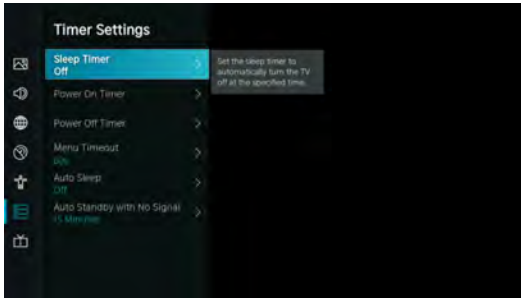 Timer Settings
Sleep Timer
Off
Set the sleep timer to
automatically turn the TV
off at the specified time.
Power On Timer
Power Off Timer
Menu Timeout
60s
Auto Sleep
Off
Auto Standby with No Signal
15 Minutes